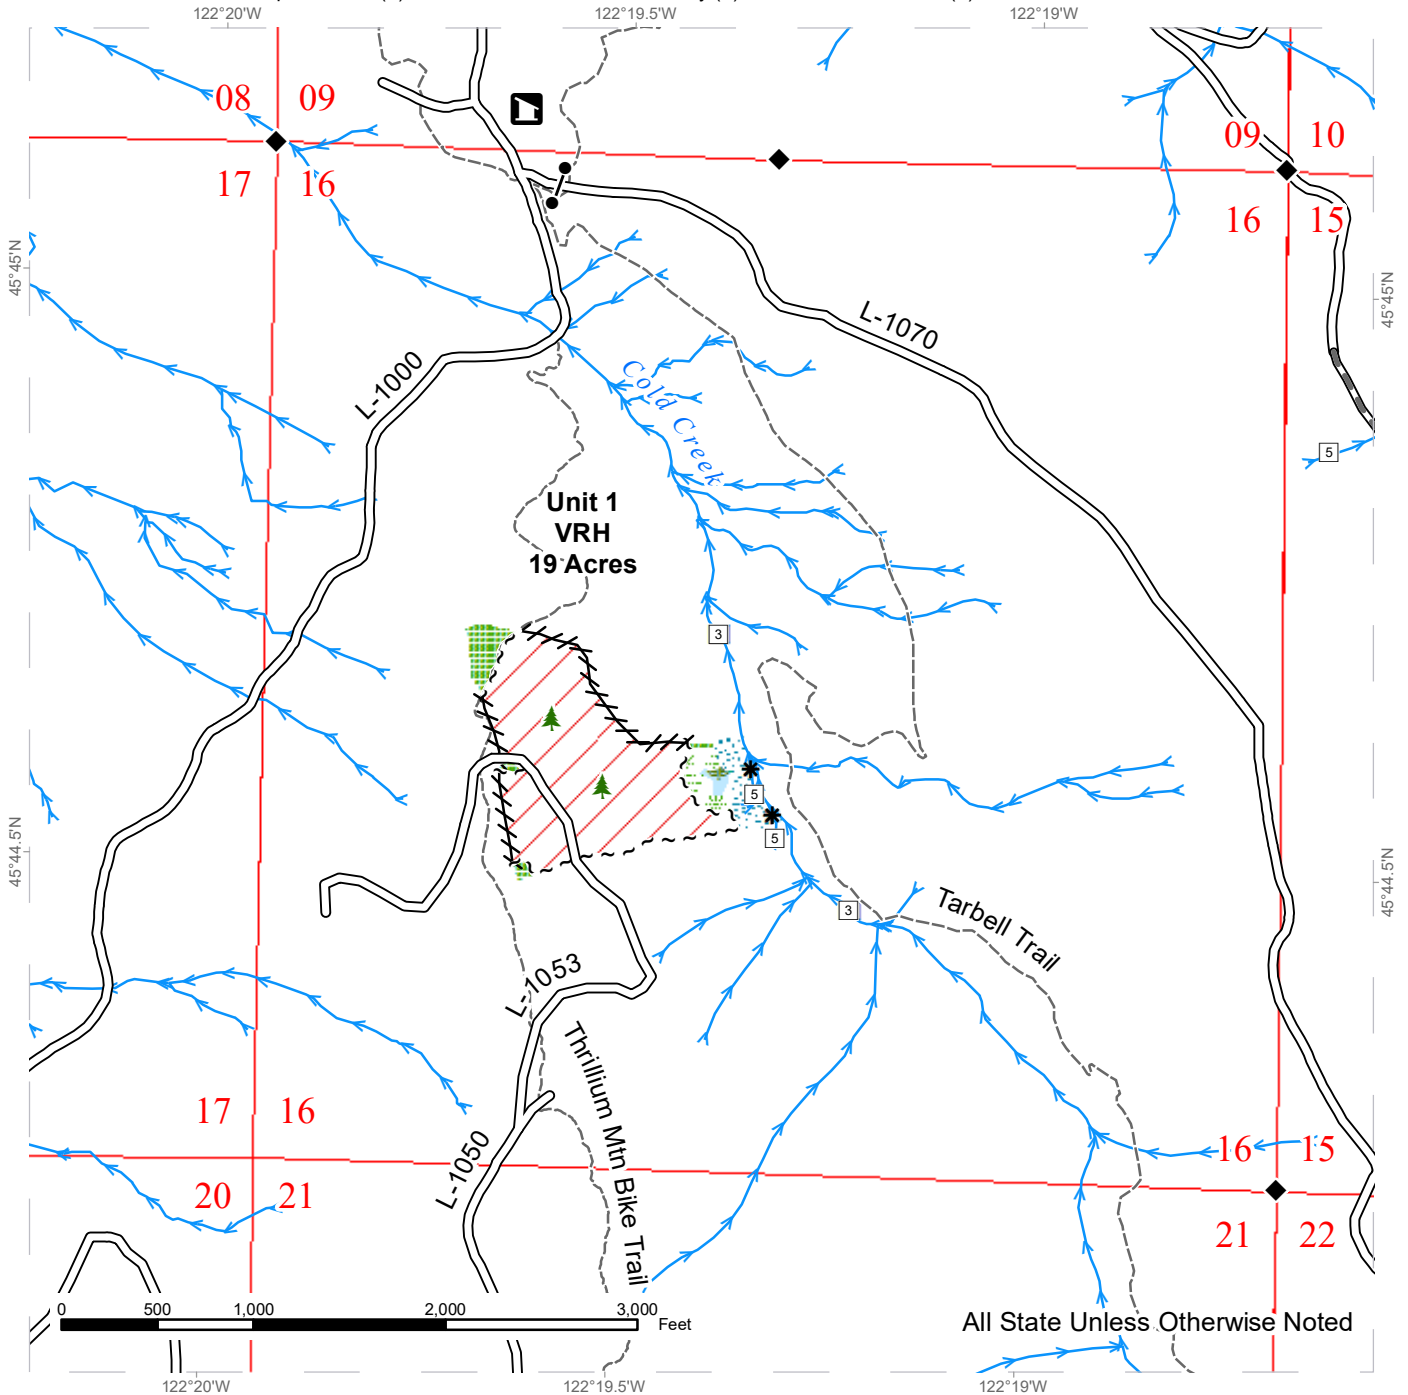 122°20'W
122°19.5'W
122°19'W
08 09
17 16
09 10
16 15
45°45'N
45°45'N
L-1070
L-1000
Cold Creek
5
Unit 1
VRH
19 Acres
3
5
5
45°44.5'N
45°44.5'N
3
Tarbell Trail
L-1053
Thrillium Mtn Bike Trail
L-1050
17 16
20 21
16 15
21 22
0 500 1,000 2,000 3,000
Feet
All State Unless Otherwise Noted
122°20'W
122°19.5'W
122°19'W